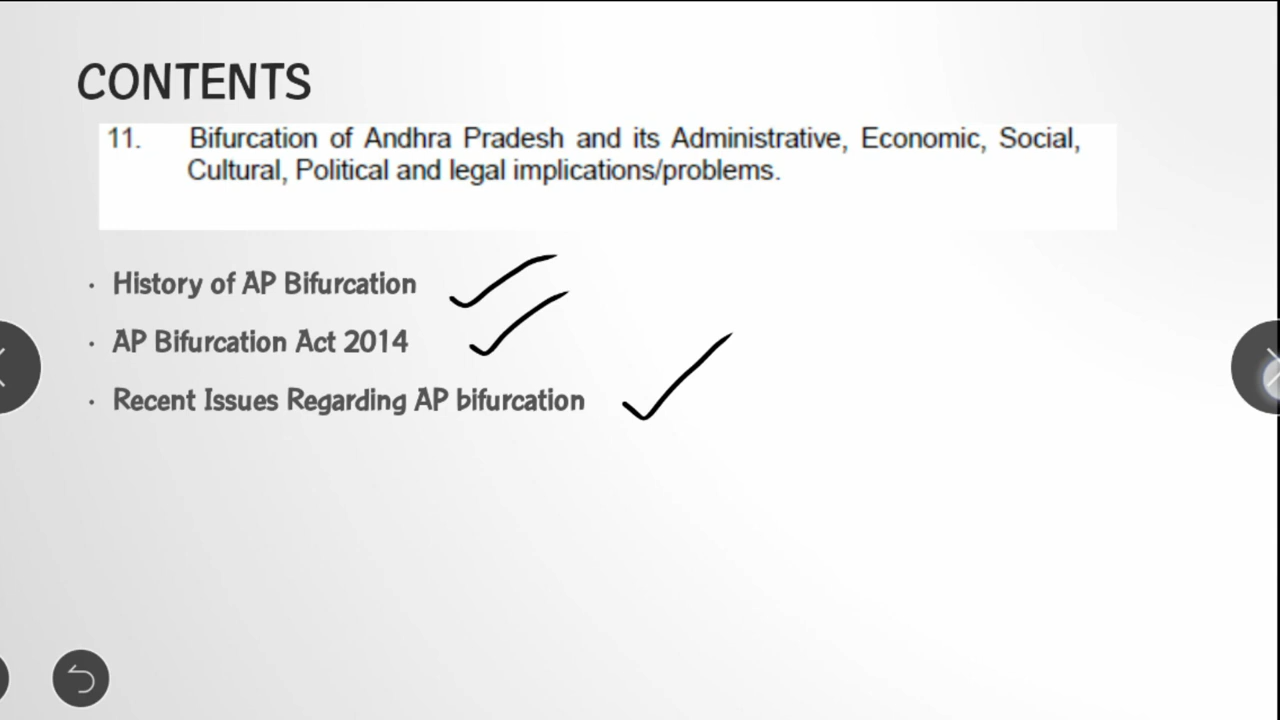 CONTENTS
11. Bifurcation of Andhra Pradesh and its Administrative, Economic, Social,
Cultural, Political and legal implications/problems.
· History of AP Bifurcation
· AP Bifurcation Act 2014
· Recent Issues Regarding AP bifurcation